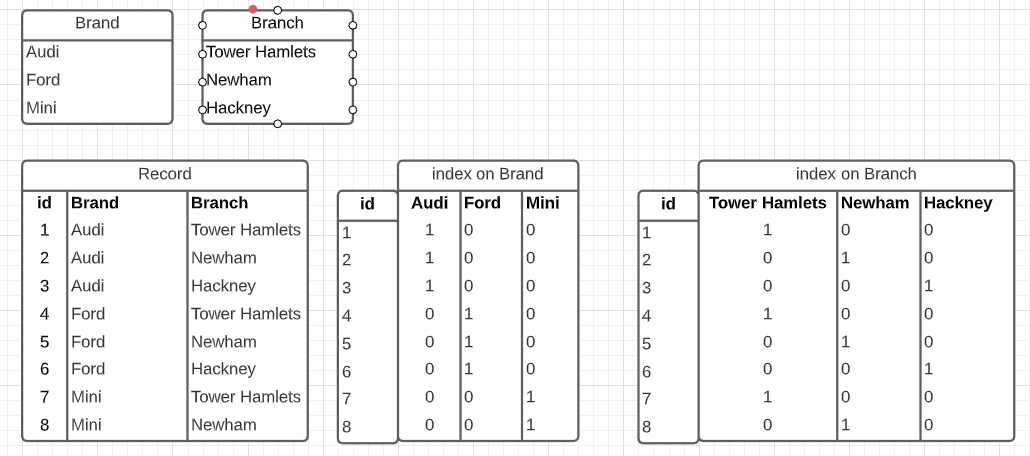 Brand Branch
Audi Tower Hamlets
Ford Newham
Mini Hackney
Record index on Brand index on Branch
id Brand Branch id Audi Ford Mini id Tower Hamlets Newham Hackney
1 Audi Tower Hamlets 1 1 0 0 1 1 0 0
2 Audi Newham 2 1 0 0 2 0 1 0
3 Audi Hackney 3 1 0 0 3 0 0 1
4 Ford Tower Hamlets 4 0 1 0 4 1 0 0
5 Ford Newham 5 0 1 0 5 0 1 0
6 Ford Hackney 6 0 1 0 6 0 0 1
7 Mini Tower Hamlets 7 0 0 1 7 1 0 0
8 Mini Newham 8 0 0 1 8 0 1 0